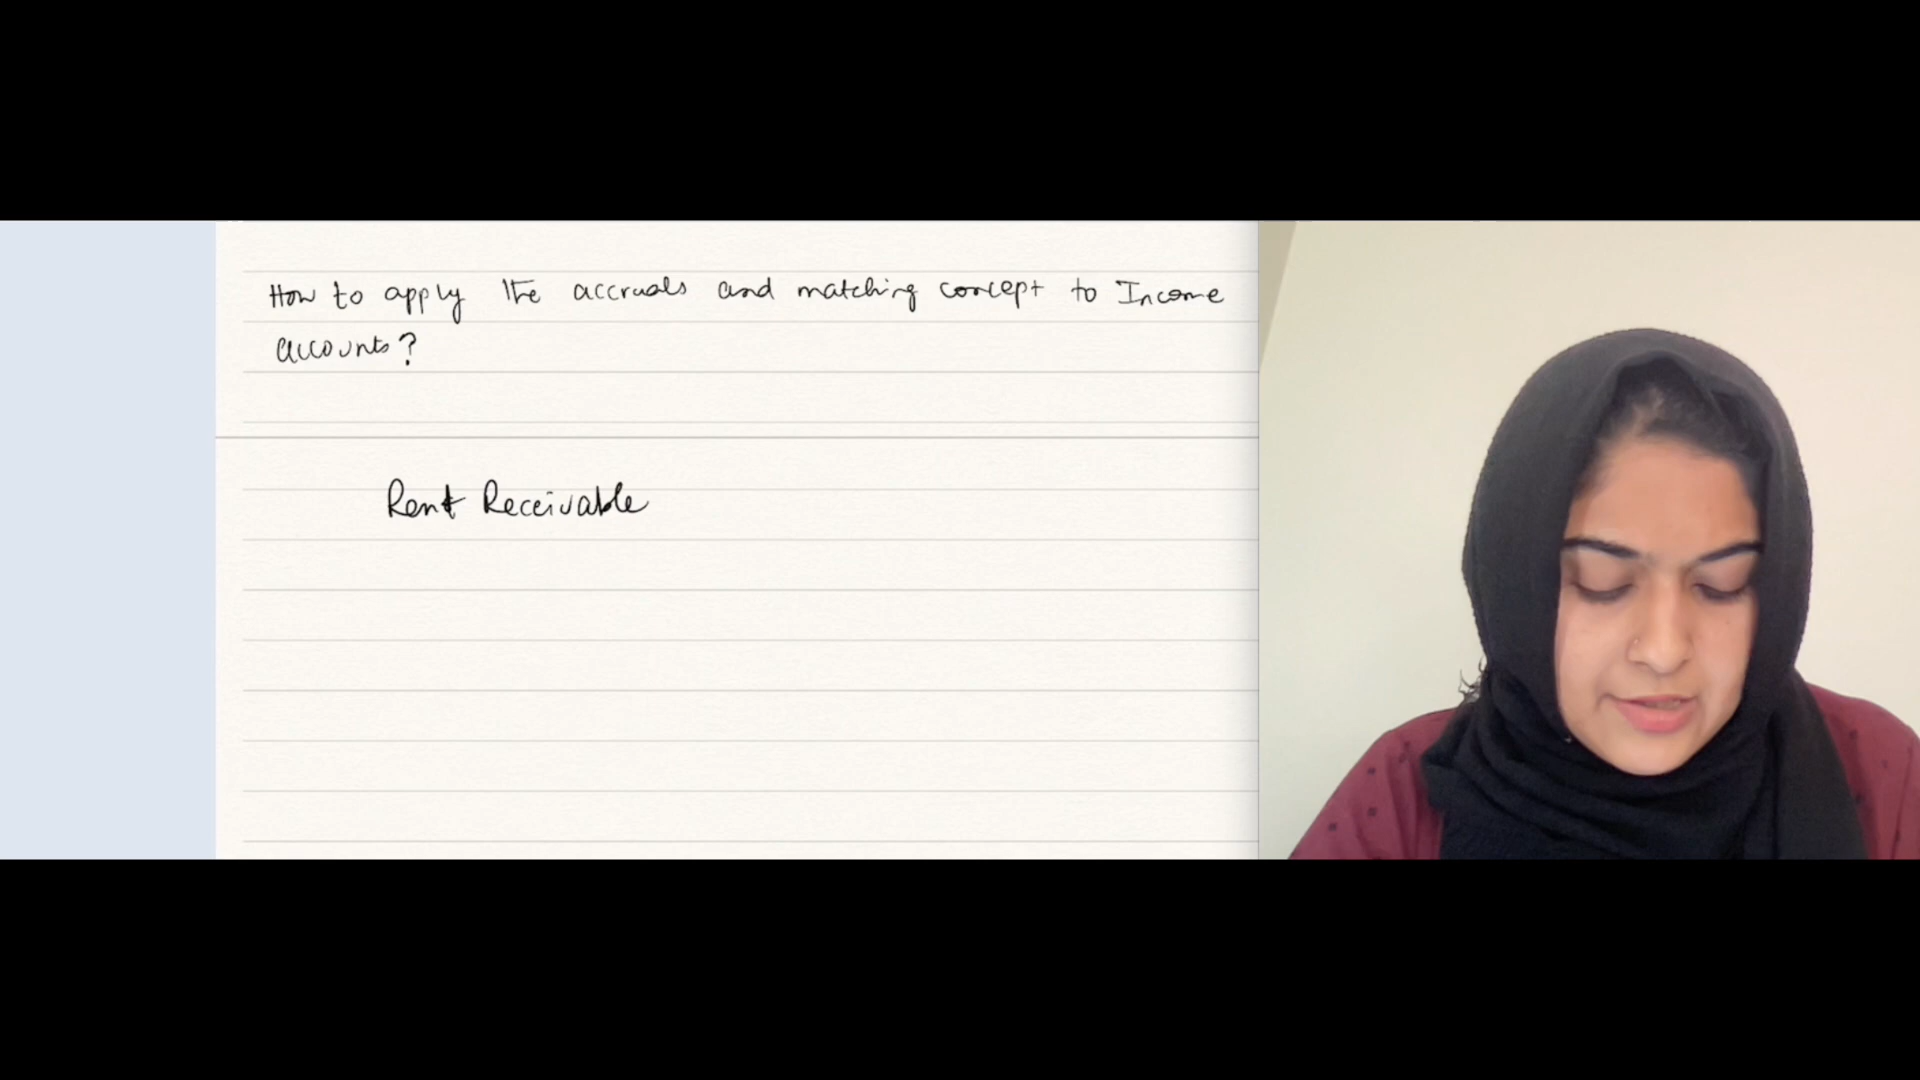 How to apply the accruals and matching concept to Income
accounts?
Rent Receivable